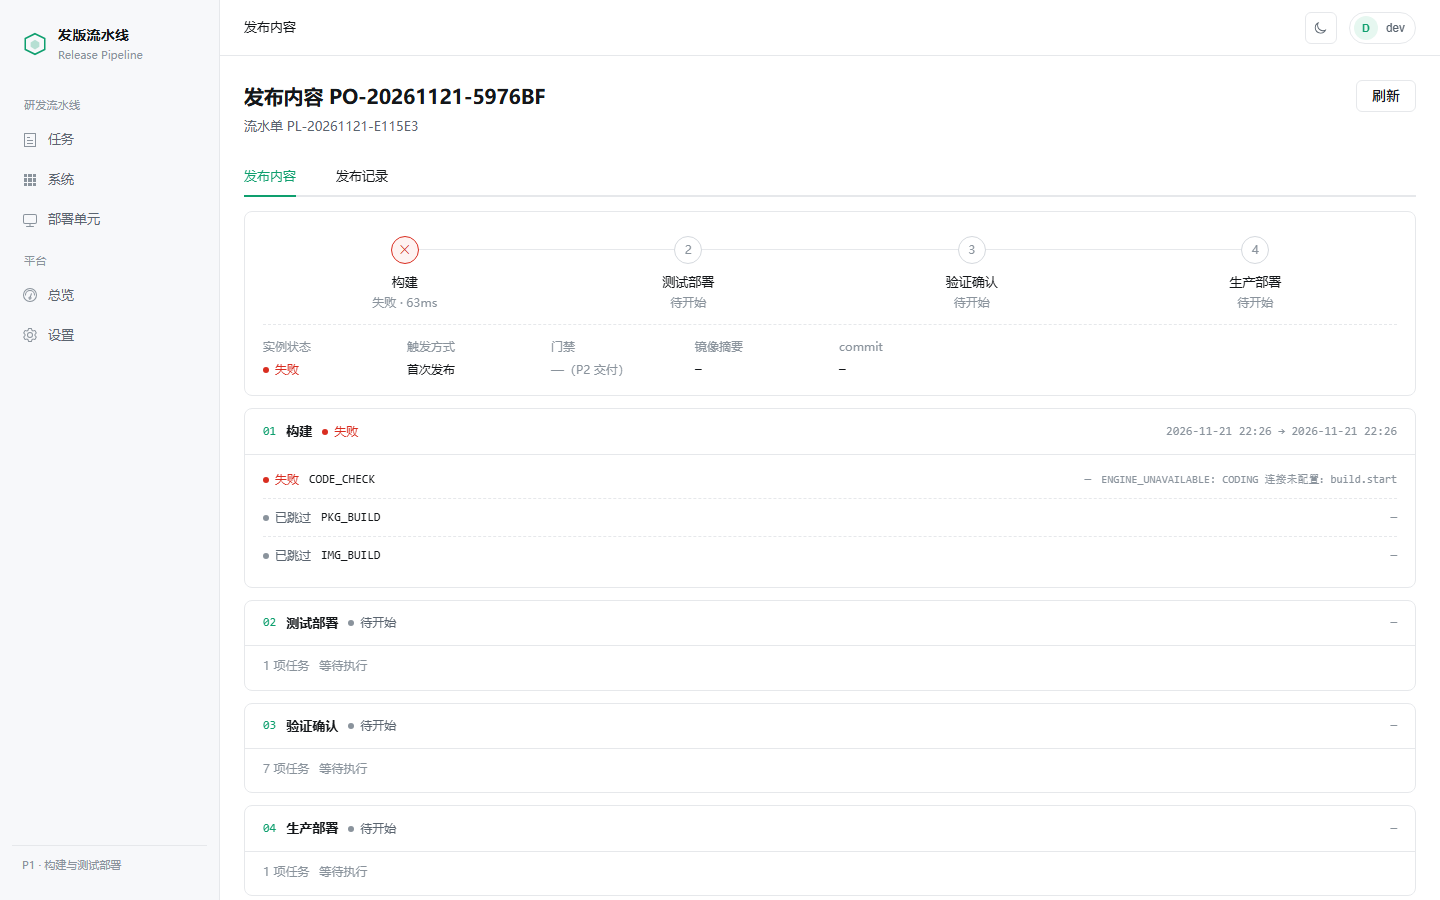 发版流水线
Release Pipeline
研发流水线
任务
系统
部署单元
平台
总览
设置
P1 · 构建与测试部署
发布内容
D dev
发布内容 PO-20261121-5976BF
刷新
流水单 PL-20261121-E115E3
发布内容 发布记录
2 3 4
构建 测试部署 验证确认 生产部署
失败 · 63ms 待开始 待开始 待开始
实例状态 触发方式 门禁 镜像摘要 commit
失败 首次发布 — (P2 交付) – –
01 构建 失败 2026-11-21 22:26 → 2026-11-21 22:26
失败 CODE_CHECK – ENGINE_UNAVAILABLE: CODING 连接未配置: build.start
已跳过 PKG_BUILD –
已跳过 IMG_BUILD –
02 测试部署 待开始 –
1 项任务 等待执行
03 验证确认 待开始 –
7 项任务 等待执行
04 生产部署 待开始 –
1 项任务 等待执行